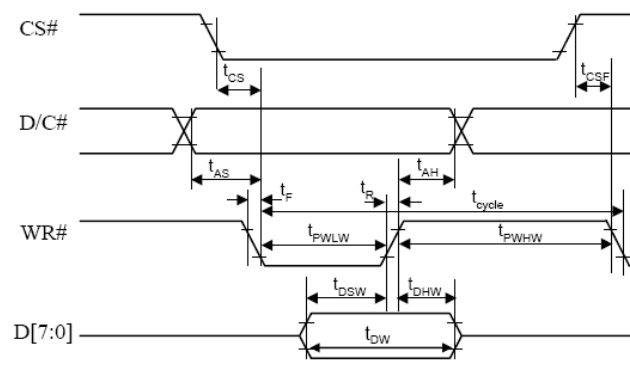 CS#
tCS
tCSF
D/C#
tAS
tF
tR
tAH
tcycle
WR#
tPWLW
tPWHW
tDSW
tDHW
D[7:0]
tDW